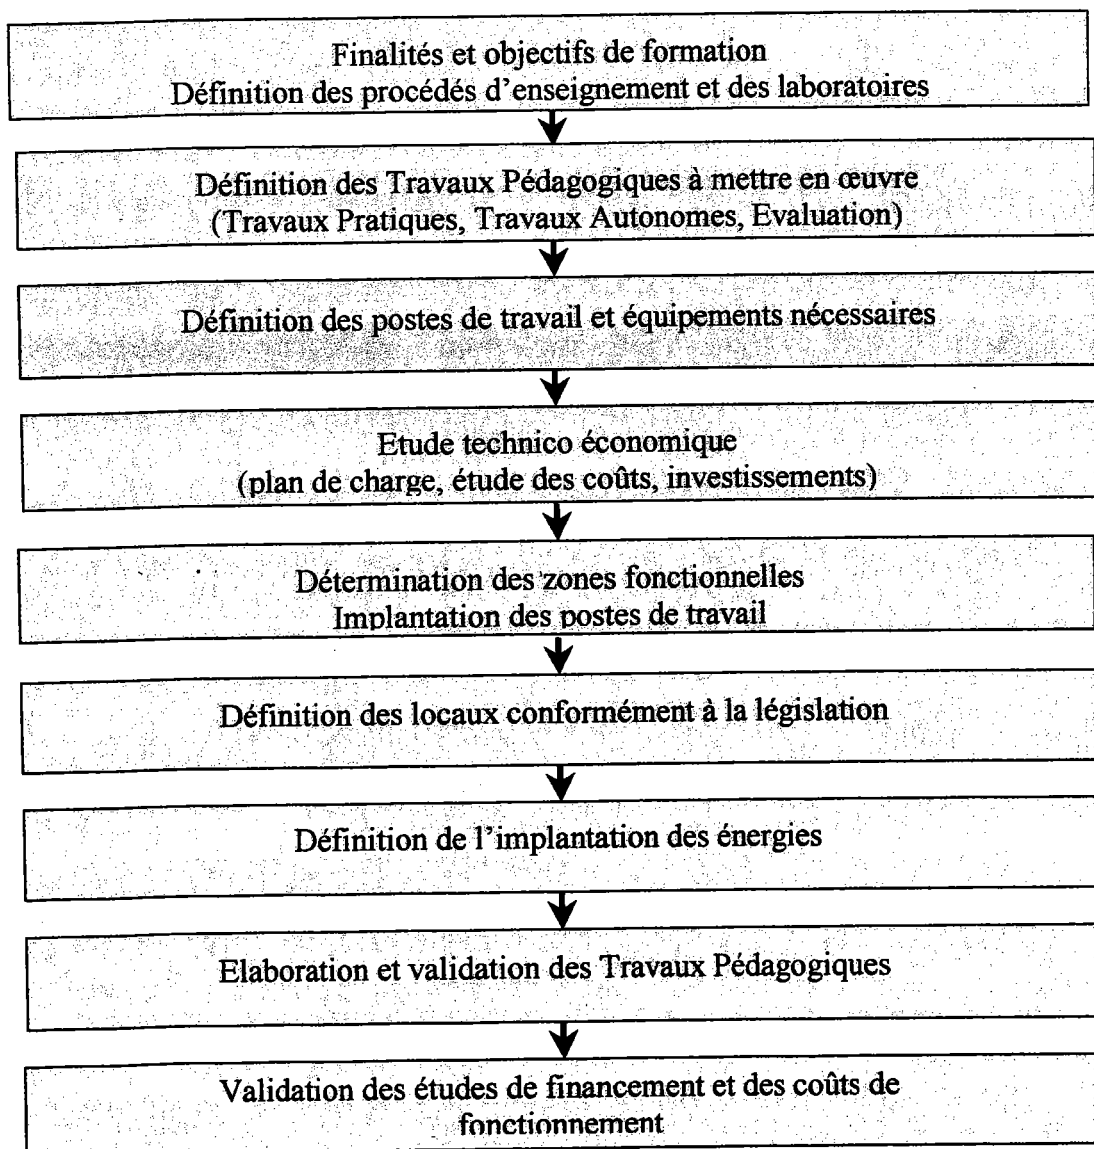 Finalités et objectifs de formation
Définition des procédés d'enseignement et des laboratoires
Définition des Travaux Pédagogiques à mettre en œuvre
(Travaux Pratiques, Travaux Autonomes, Evaluation)
Définition des postes de travail et équipements nécessaires
Etude technico économique
(plan de charge, étude des coûts, investissements)
Détermination des zones fonctionnelles
Implantation des postes de travail
Définition des locaux conformément à la législation
Définition de l'implantation des énergies
Elaboration et validation des Travaux Pédagogiques
Validation des études de financement et des coûts de
fonctionnement